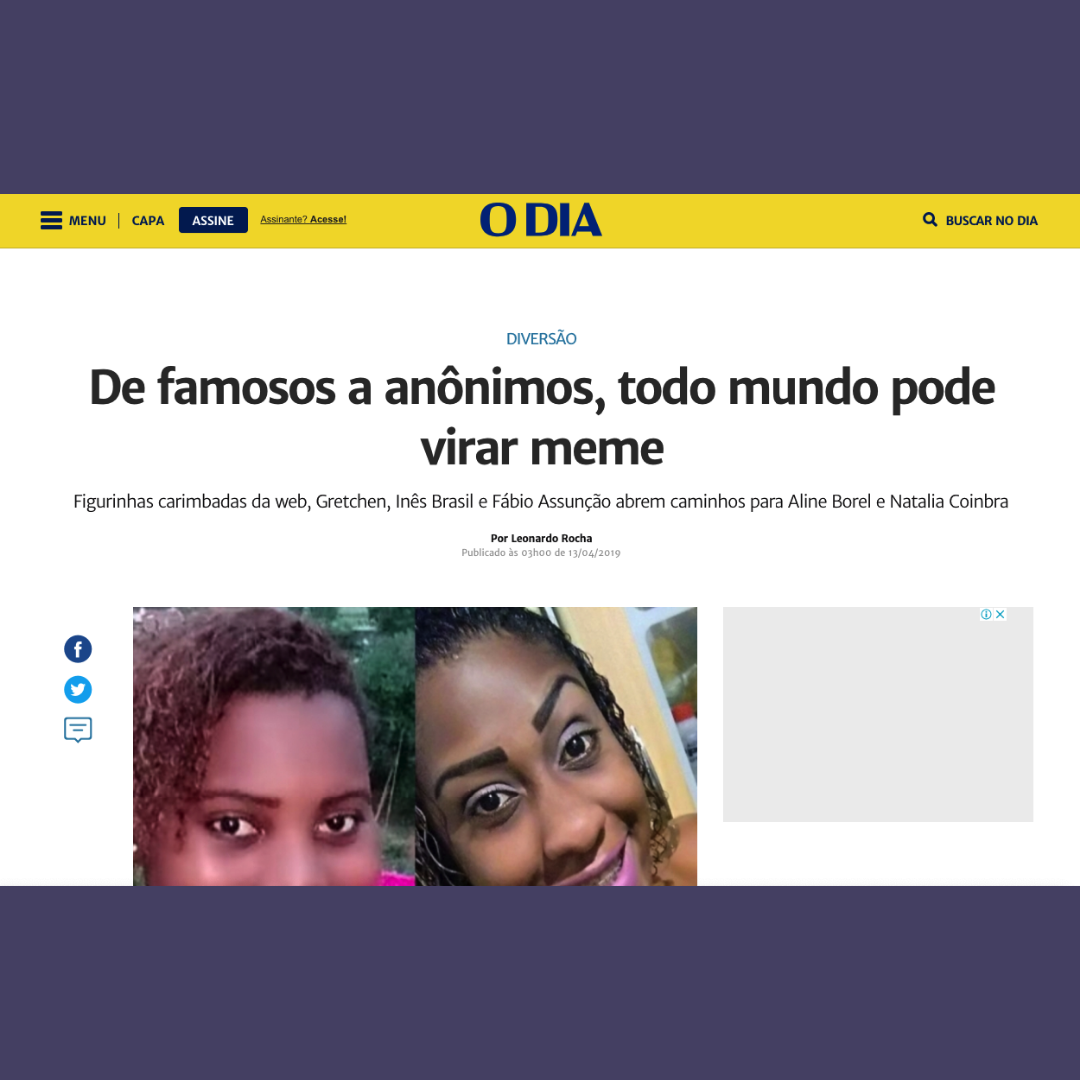 MENU | CAPA ASSINE Assinante? Acesse! O DIA BUSCAR NO DIA
DIVERSÃO
De famosos a anônimos, todo mundo pode
virar meme
Figurinhas carimbadas da web, Gretchen, Inês Brasil e Fábio Assunção abrem caminhos para Aline Borel e Natalia Coinbra
Por Leonardo Rocha
Publicado às 03h00 de 13/04/2019